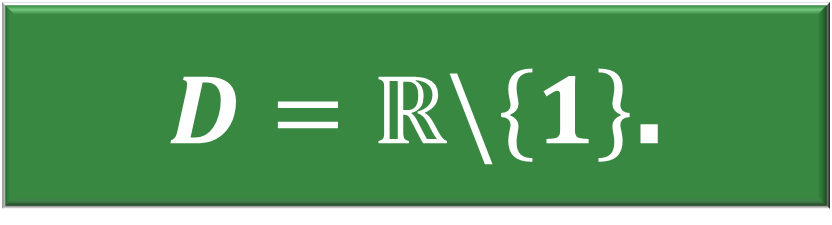 D = ℝ\{1}.